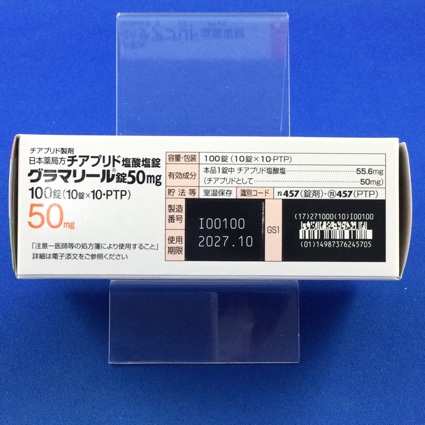 チアプリド製剤
日本薬局方 チアプリド塩酸塩錠
グラマリール®錠50mg
100錠(10錠×10・PTP)
50mg
「注意－医師等の処方箋により使用すること」
詳細は電子添文をご参照ください
容量・包装 100錠(10錠×10・PTP)
有効成分 本品1錠中 チアプリド塩酸塩 55.6mg
(チアプリドとして 50mg)
貯法等 室温保存 識別コード 457(錠剤)・457(PTP)
製造番号 I00100
使用期限 2027.10
GS1
(17)271000(10)I00100
(01)14987376245705